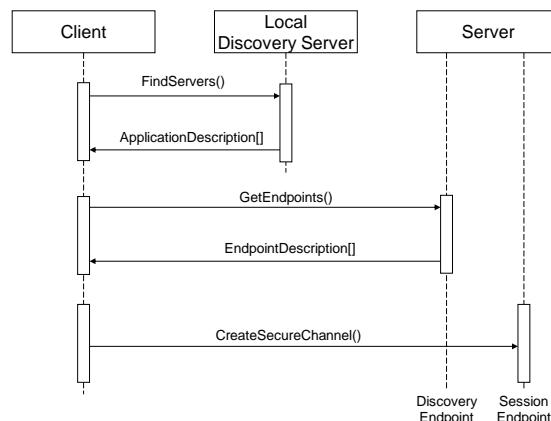 Client
Local
Discovery Server
Server
FindServers()
ApplicationDescription[]
GetEndpoints()
EndpointDescription[]
CreateSecureChannel()
Discovery
Endpoint
Session
Endpoint